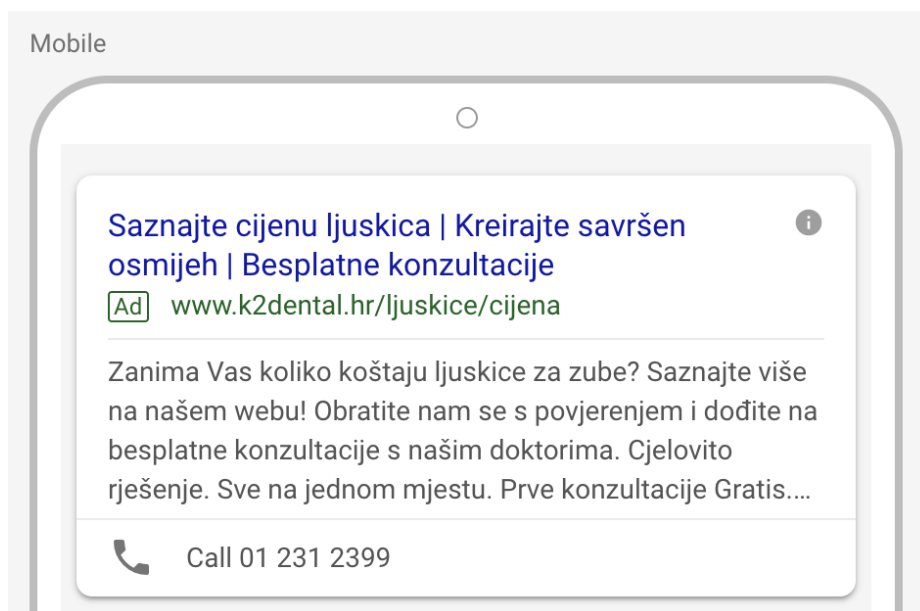 Mobile
Saznajte cijenu ljuskica | Kreirajte savršen
osmijeh | Besplatne konzultacije
Ad www.k2dental.hr/ljuskice/cijena
Zanima Vas koliko koštaju ljuskice za zube? Saznajte više
na našem webu! Obratite nam se s povjerenjem i dođite na
besplatne konzultacije s našim doktorima. Cjelovito
rješenje. Sve na jednom mjestu. Prve konzultacije Gratis....
Call 01 231 2399